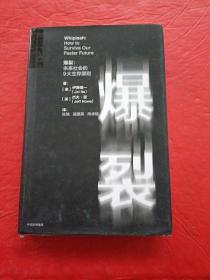 Whiplash:
How to
Survive Our
Faster Future
爆裂：
未来社会的
9大生存原则
著：
[美] 伊藤穰一
(Joi Ito)
[美] 杰夫·豪
(Jeff Howe)
译：
张培 吴建英 周卓斌
中信出版集团
爆
裂